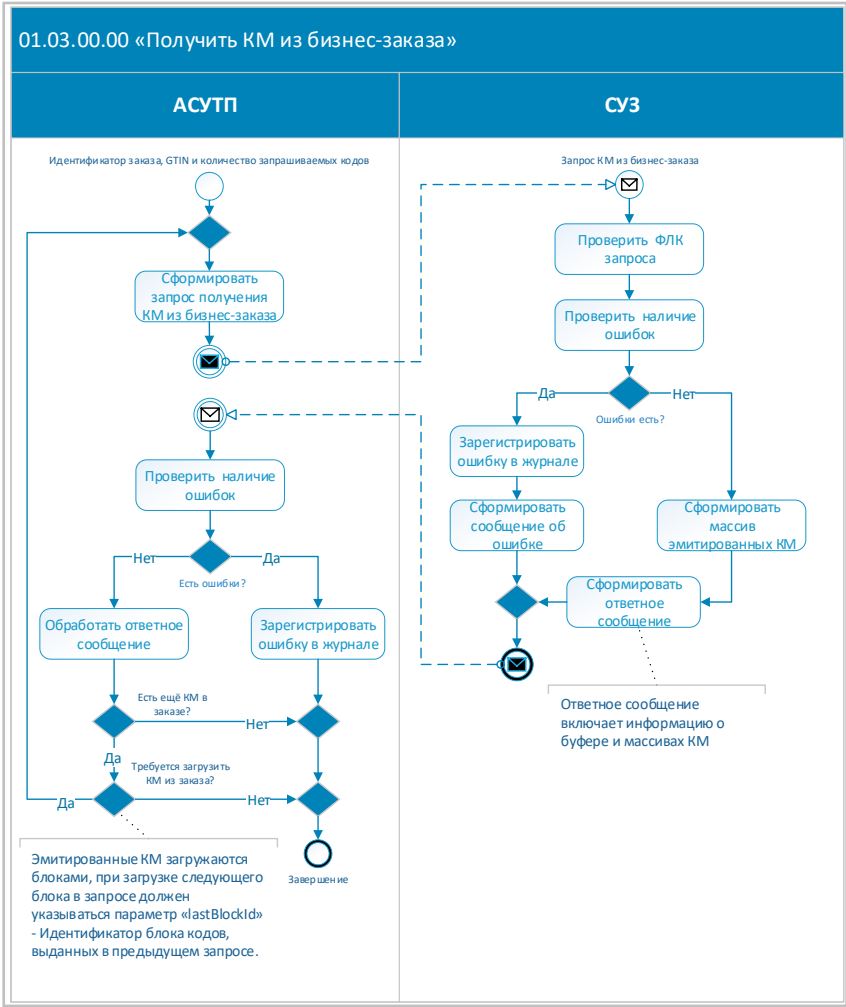 01.03.00.00 «Получить КМ из бизнес-заказа»
АСУТП
СУЗ
Идентификатор заказа, GTIN и количество запрашиваемых кодов
Сформировать
запрос получения
КМ из бизнес-заказа
Проверить наличие
ошибок
Нет
Да
Есть ошибки?
Обработать ответное
сообщение
Зарегистрировать
ошибку в журнале
Есть ещё КМ в
заказе?
Нет
Да
Требуется загрузить
КМ из заказа?
Да
Нет
Завершение
Эмитированные КМ загружаются
блоками, при загрузке следующего
блока в запросе должен
указываться параметр «lastBlockId»
- Идентификатор блока кодов,
выданных в предыдущем запросе.
Запрос КМ из бизнес-заказа
Проверить ФЛК
запроса
Проверить наличие
ошибок
Да
Нет
Ошибки есть?
Зарегистрировать
ошибку в журнале
Сформировать
сообщение об
ошибке
Сформировать
массив
эмитированных КМ
Сформировать
ответное
сообщение
Ответное сообщение
включает информацию о
буфере и массивах КМ